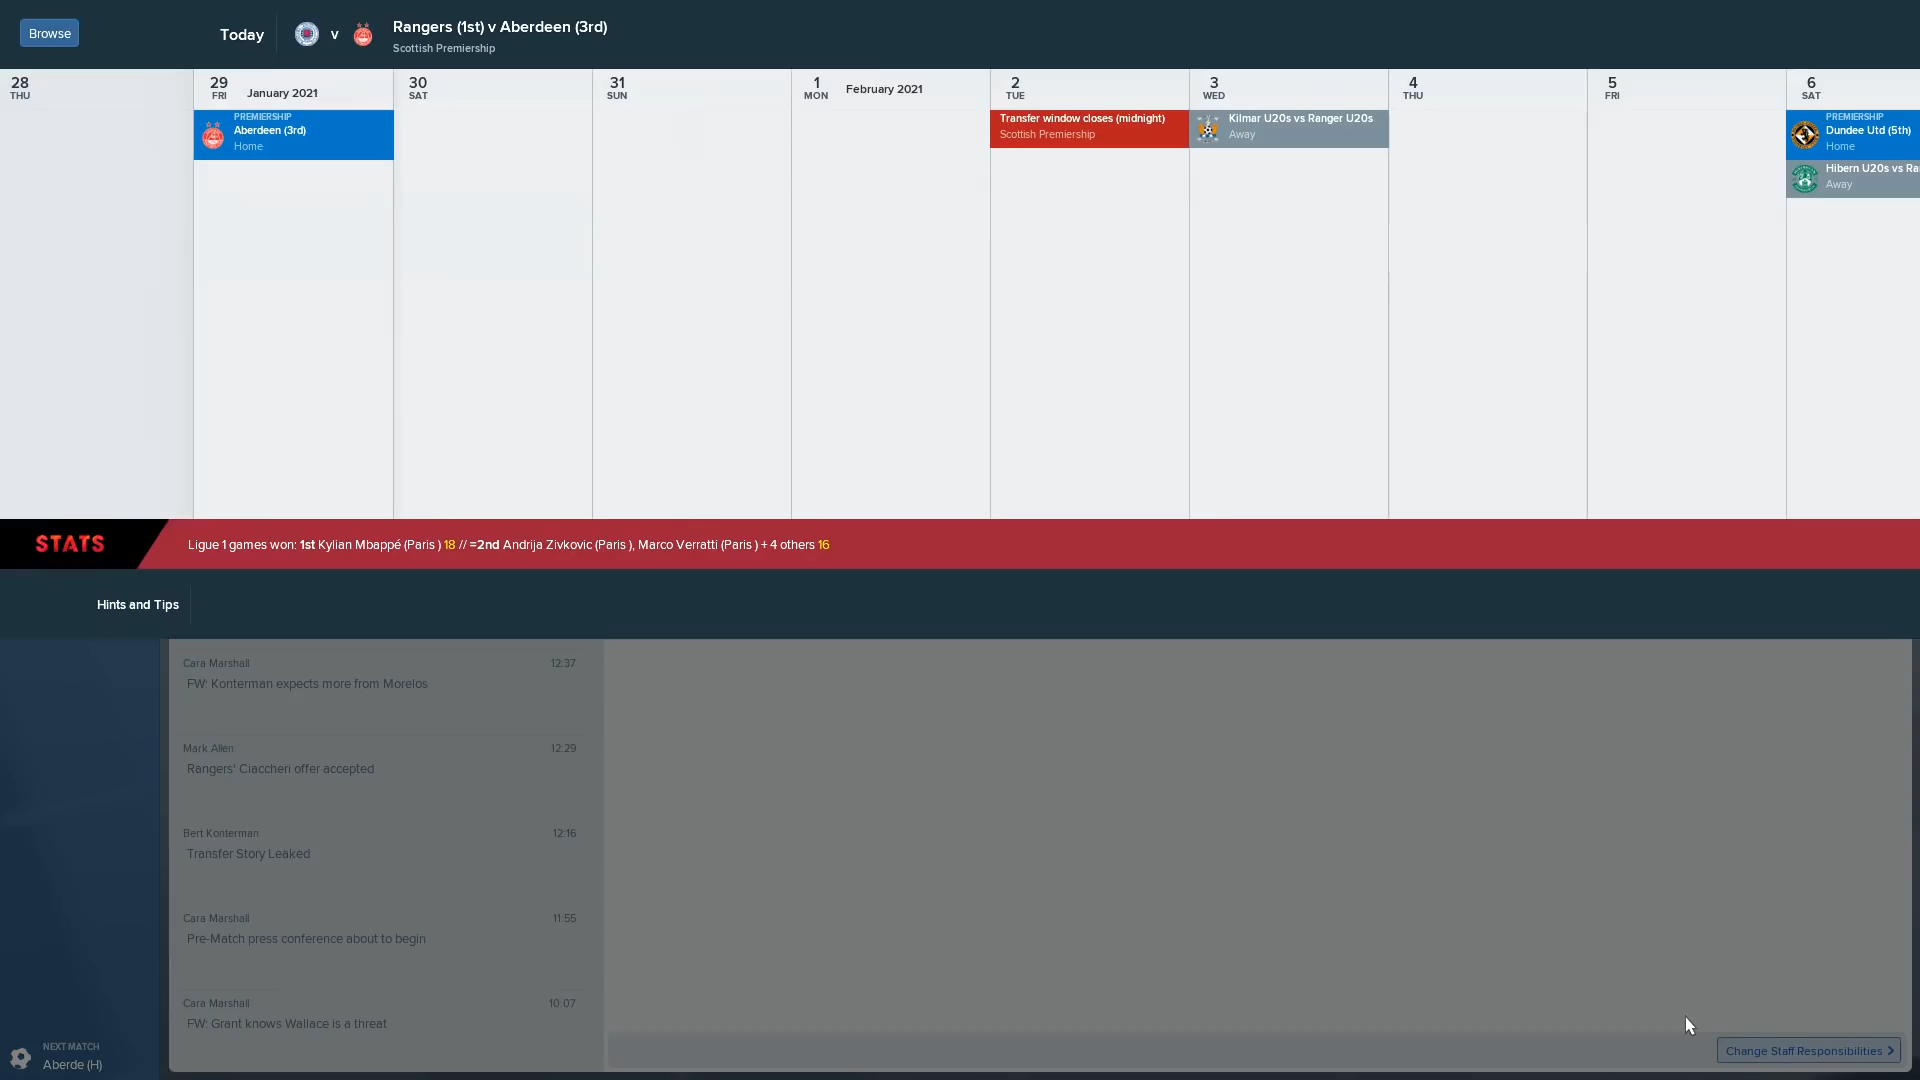 Browse
Today
v
Rangers (1st) v Aberdeen (3rd)
Scottish Premiership
28
THU
29
FRI
January 2021
30
SAT
31
SUN
1
MON
February 2021
2
TUE
3
WED
4
THU
5
FRI
6
SAT
PREMIERSHIP
Aberdeen (3rd)
Home
Transfer window closes (midnight)
Scottish Premiership
Kilmar U20s vs Ranger U20s
Away
PREMIERSHIP
Dundee Utd (5th)
Home
Hibern U20s vs Ra
Away
STATS
Ligue 1 games won: 1st Kylian Mbappé (Paris ) 18 // =2nd Andrija Zivkovic (Paris ), Marco Verratti (Paris ) + 4 others 16
Hints and Tips
Cara Marshall 12:37
FW: Konterman expects more from Morelos
Mark Allen 12:29
Rangers' Ciaccheri offer accepted
Bert Konterman 12:16
Transfer Story Leaked
Cara Marshall 11:55
Pre-Match press conference about to begin
Cara Marshall 10:07
FW: Grant knows Wallace is a threat
NEXT MATCH
Aberde (H)
Change Staff Responsibilities